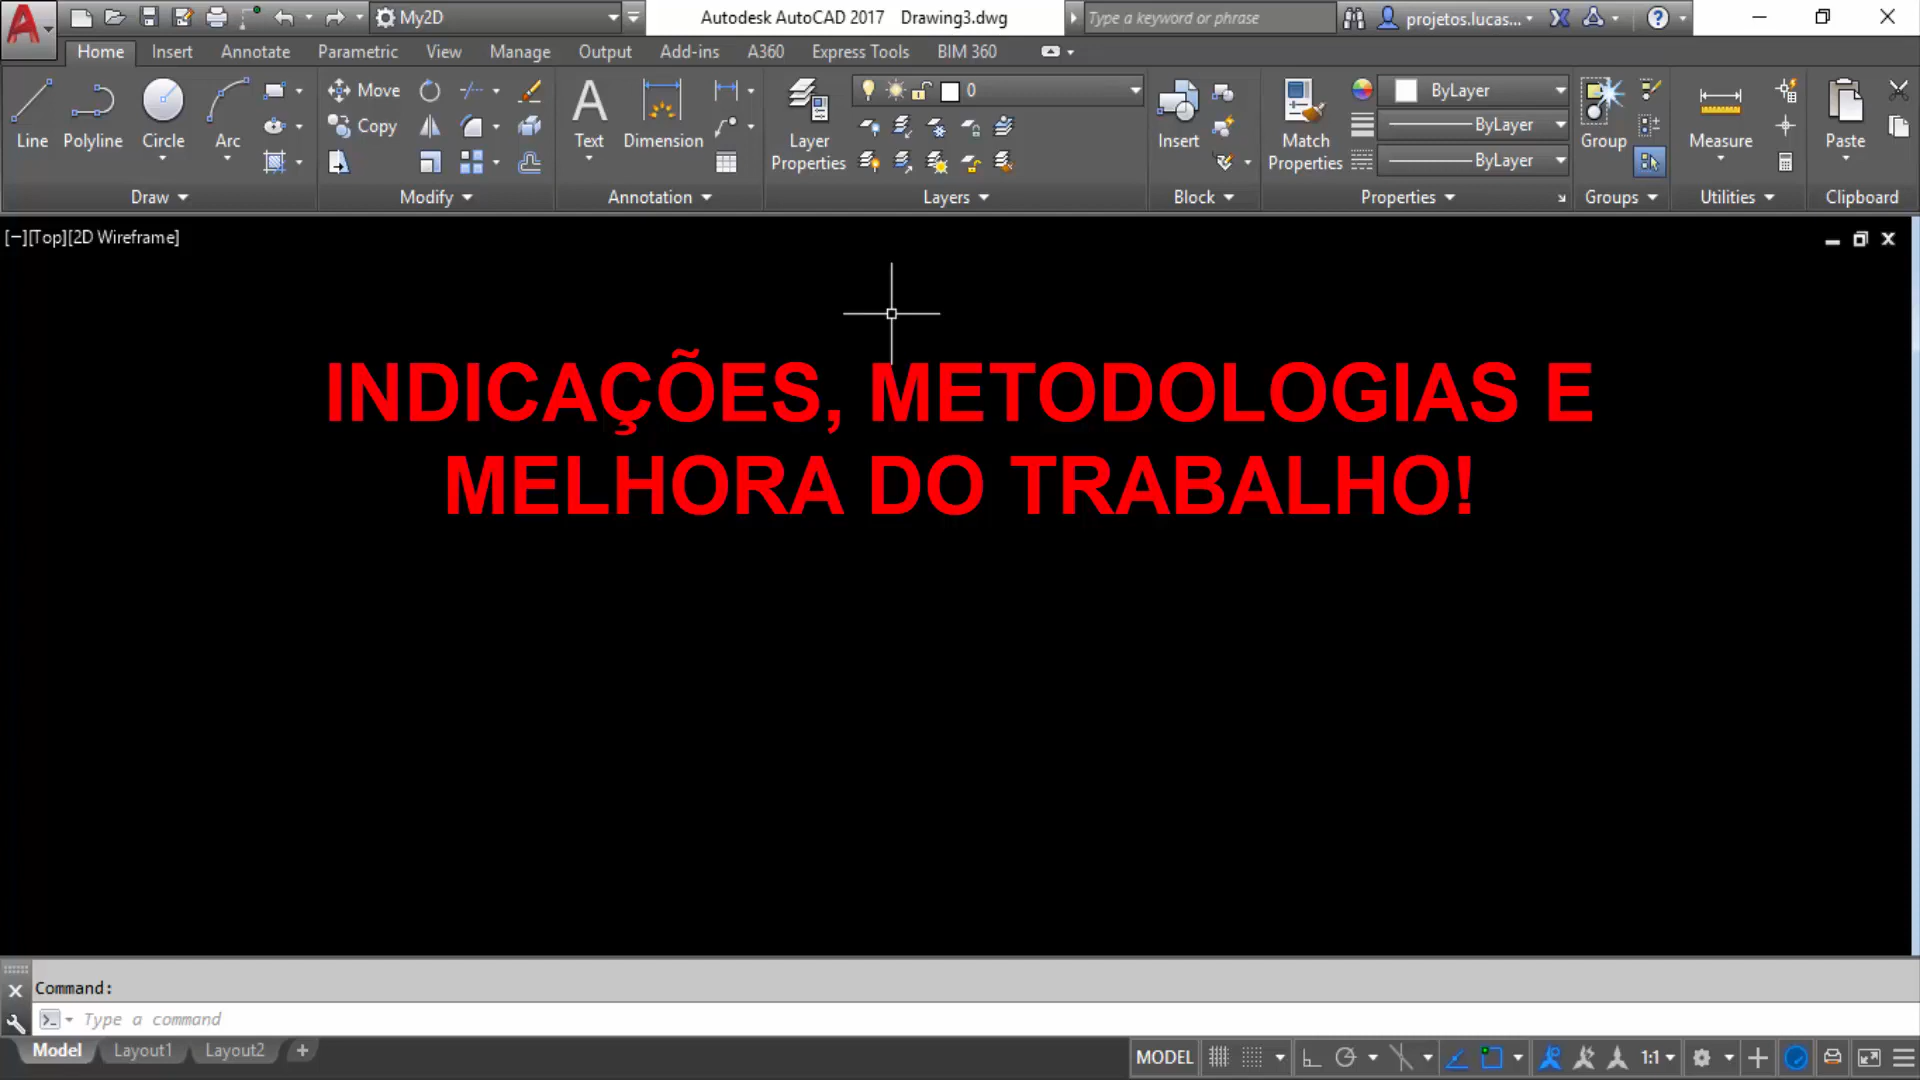 My2D
Autodesk AutoCAD 2017 Drawing3.dwg
Type a keyword or phrase
projetos.lucas...
Home Insert Annotate Parametric View Manage Output Add-ins A360 Express Tools BIM 360
Line Polyline Circle Arc
Move
Copy
Text Dimension
Layer Properties
0
Insert
Match Properties
ByLayer
ByLayer
ByLayer
Group
Measure
Paste
Draw Modify Annotation Layers Block Properties Groups Utilities Clipboard
[−][Top][2D Wireframe]
INDICAÇÕES, METODOLOGIAS E
MELHORA DO TRABALHO!
Command:
Type a command
Model Layout1 Layout2 +
MODEL 1:1